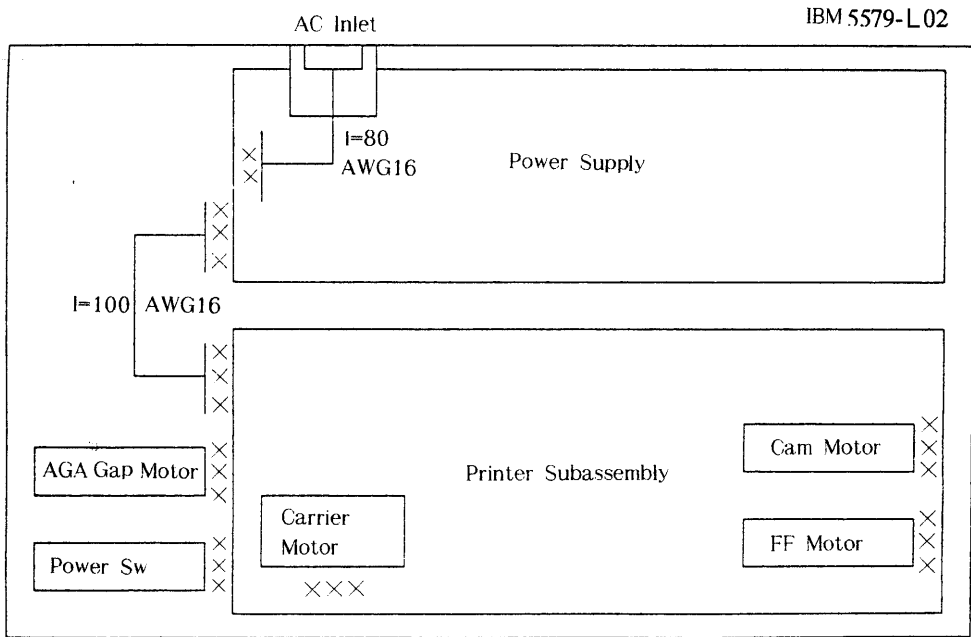 IBM 5579-L02
AC Inlet
l=80
AWG16
Power Supply
l=100 AWG16
AGA Gap Motor
Power Sw
Carrier
Motor
Printer Subassembly
Cam Motor
FF Motor